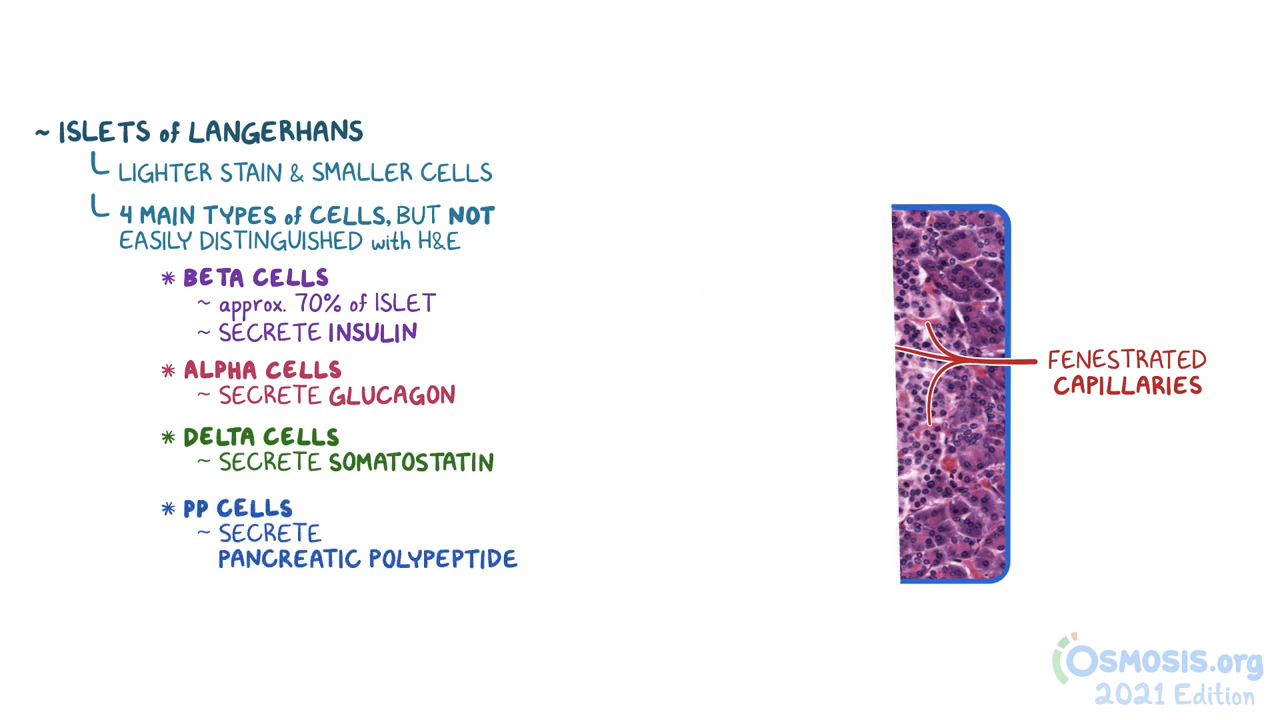 ~ ISLETS of LANGERHANS
LIGHTER STAIN & SMALLER CELLS
4 MAIN TYPES of CELLS, BUT NOT
EASILY DISTINGUISHED with H&E
* BETA CELLS
~ approx. 70% of ISLET
~ SECRETE INSULIN
* ALPHA CELLS
~ SECRETE GLUCAGON
* DELTA CELLS
~ SECRETE SOMATOSTATIN
* PP CELLS
~ SECRETE
PANCREATIC POLYPEPTIDE
FENESTRATED
CAPILLARIES
OSMOSIS.org
2021 Edition